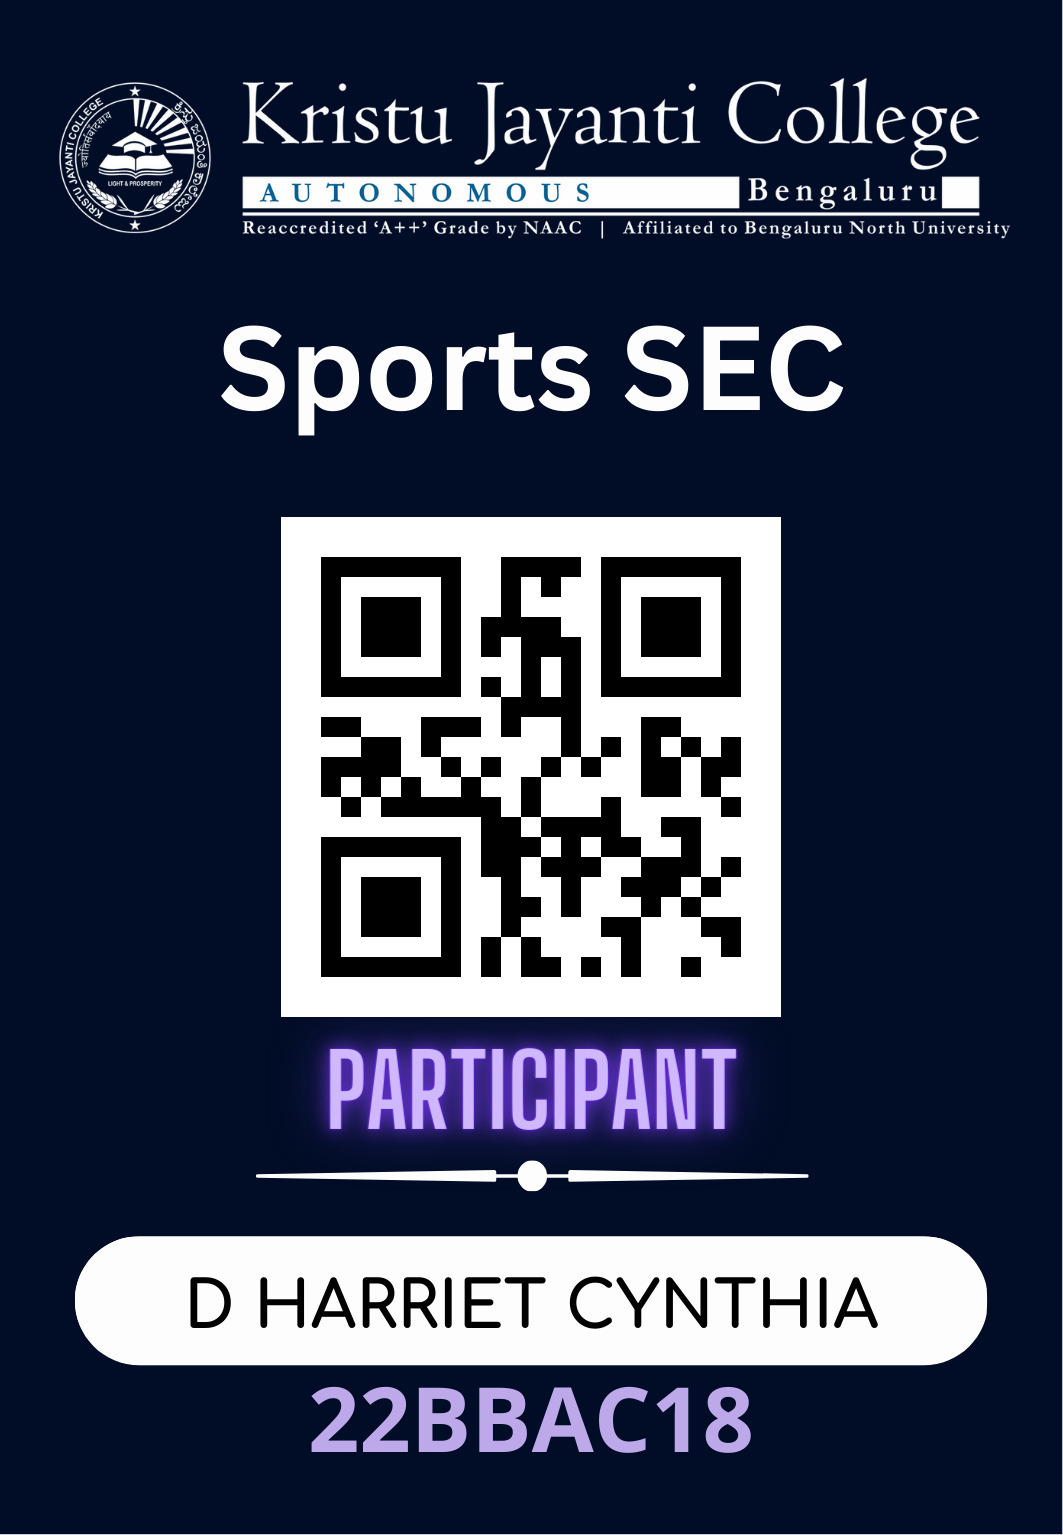 Kristu Jayanti College
AUTONOMOUS Bengaluru
Reaccredited ‘A++’ Grade by NAAC | Affiliated to Bengaluru North University
KRISTU JAYANTI COLLEGE
LIGHT & PROSPERITY
Sports SEC
PARTICIPANT
D HARRIET CYNTHIA
22BBAC18